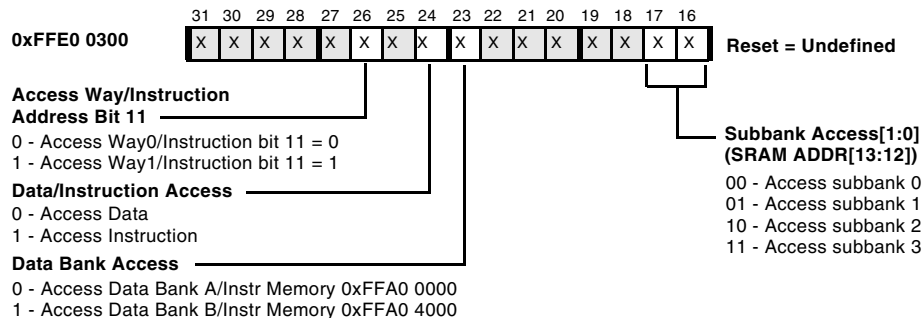 31 30 29 28 27 26 25 24 23 22 21 20 19 18 17 16
0xFFE0 0300 X X X X X X X X X X X X X X X X Reset = Undefined
Access Way/Instruction
Address Bit 11
0 - Access Way0/Instruction bit 11 = 0
1 - Access Way1/Instruction bit 11 = 1
Data/Instruction Access
0 - Access Data
1 - Access Instruction
Data Bank Access
0 - Access Data Bank A/Instr Memory 0xFFA0 0000
1 - Access Data Bank B/Instr Memory 0xFFA0 4000
Subbank Access[1:0]
(SRAM ADDR[13:12])
00 - Access subbank 0
01 - Access subbank 1
10 - Access subbank 2
11 - Access subbank 3